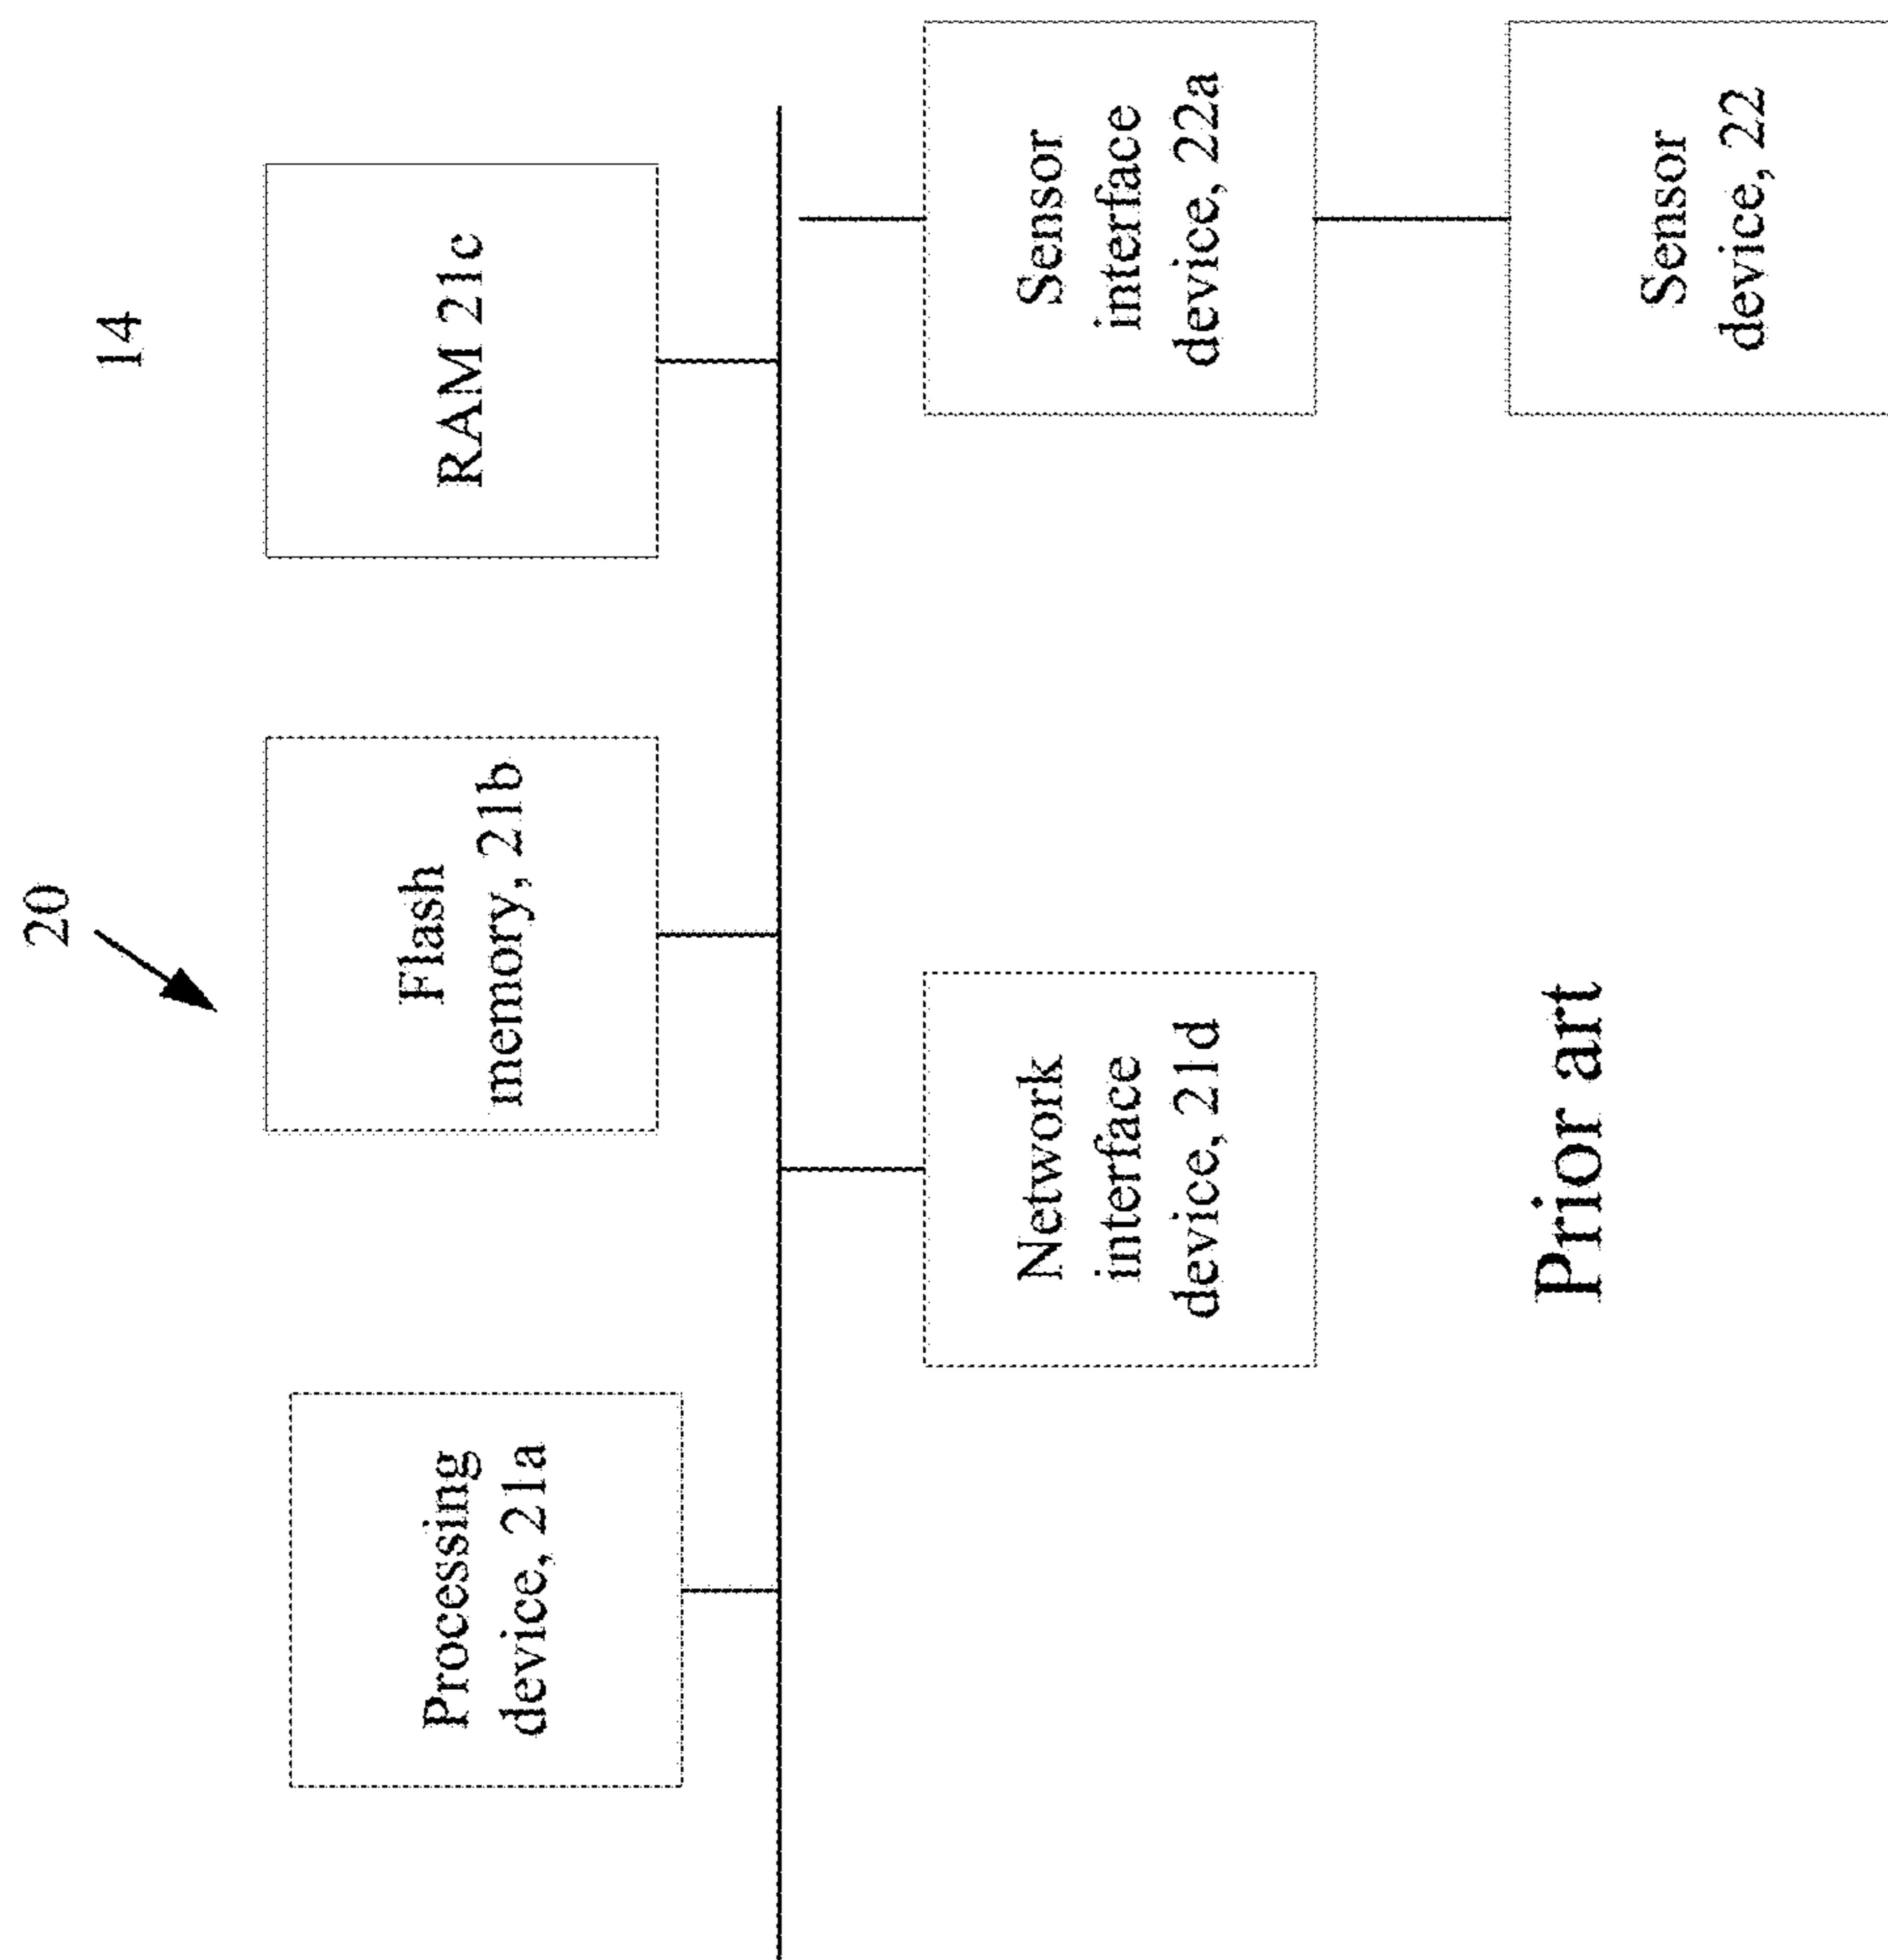 20
14
Processing
device, 21a
Flash
memory, 21b
RAM 21c
Network
interface
device, 21d
Sensor
interface
device, 22a
Prior art
Sensor
device, 22